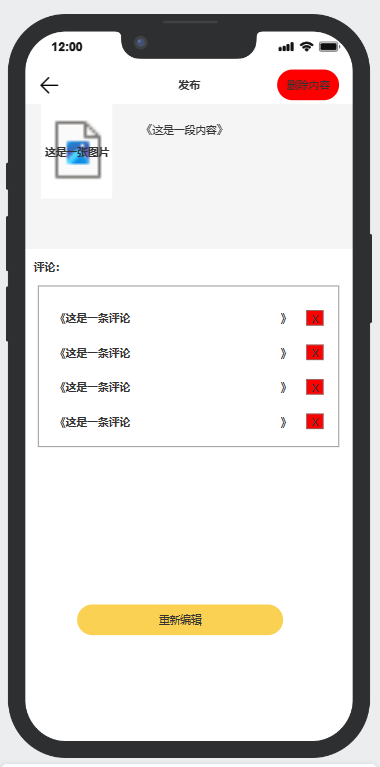 12:00
发布
删除内容
这是一张图片
《这是一段内容》
评论：
《这是一条评论 》 X
《这是一条评论 》 X
《这是一条评论 》 X
《这是一条评论 》 X
重新编辑